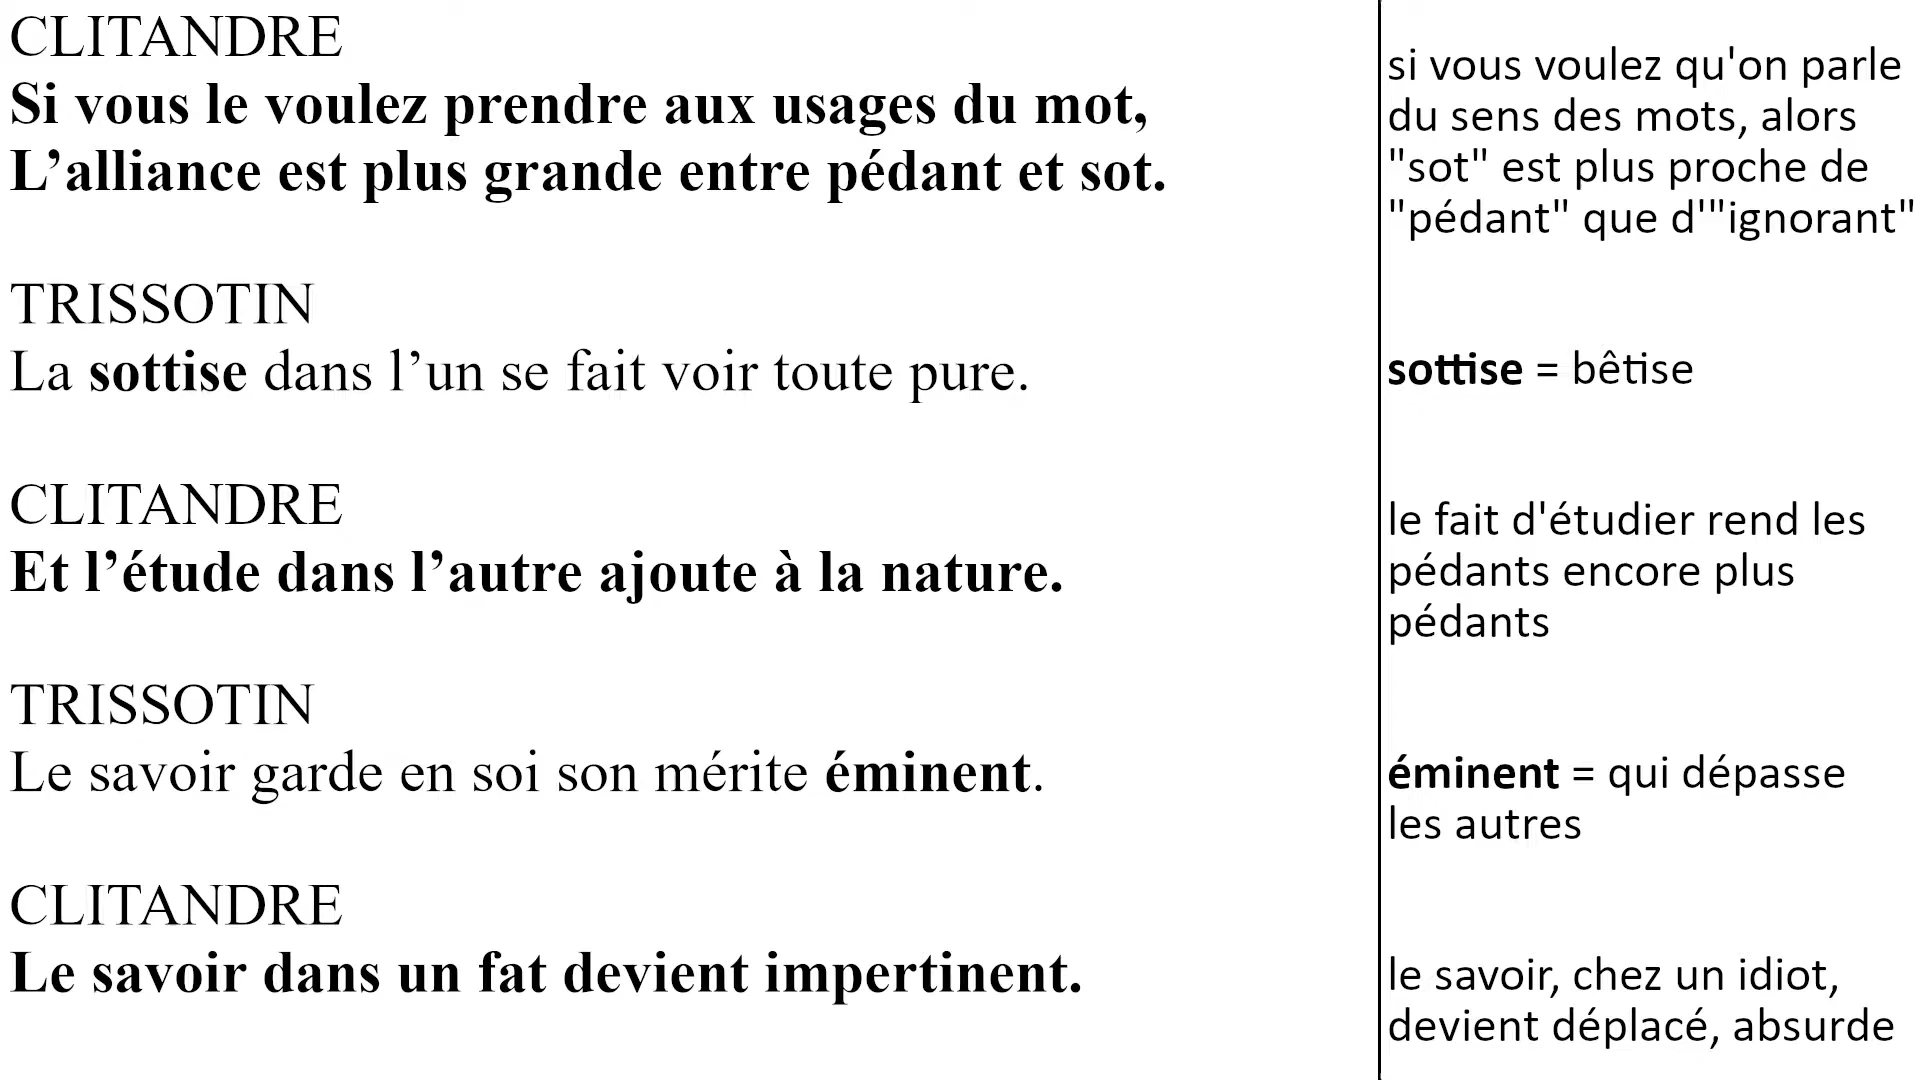 CLITANDRE
Si vous le voulez prendre aux usages du mot,
L’alliance est plus grande entre pédant et sot.
TRISSOTIN
La sottise dans l’un se fait voir toute pure.
CLITANDRE
Et l’étude dans l’autre ajoute à la nature.
TRISSOTIN
Le savoir garde en soi son mérite éminent.
CLITANDRE
Le savoir dans un fat devient impertinent.
si vous voulez qu'on parle
du sens des mots, alors
"sot" est plus proche de
"pédant" que d'"ignorant"
sottise = bêtise
le fait d'étudier rend les
pédants encore plus
pédants
éminent = qui dépasse
les autres
le savoir, chez un idiot,
devient déplacé, absurde